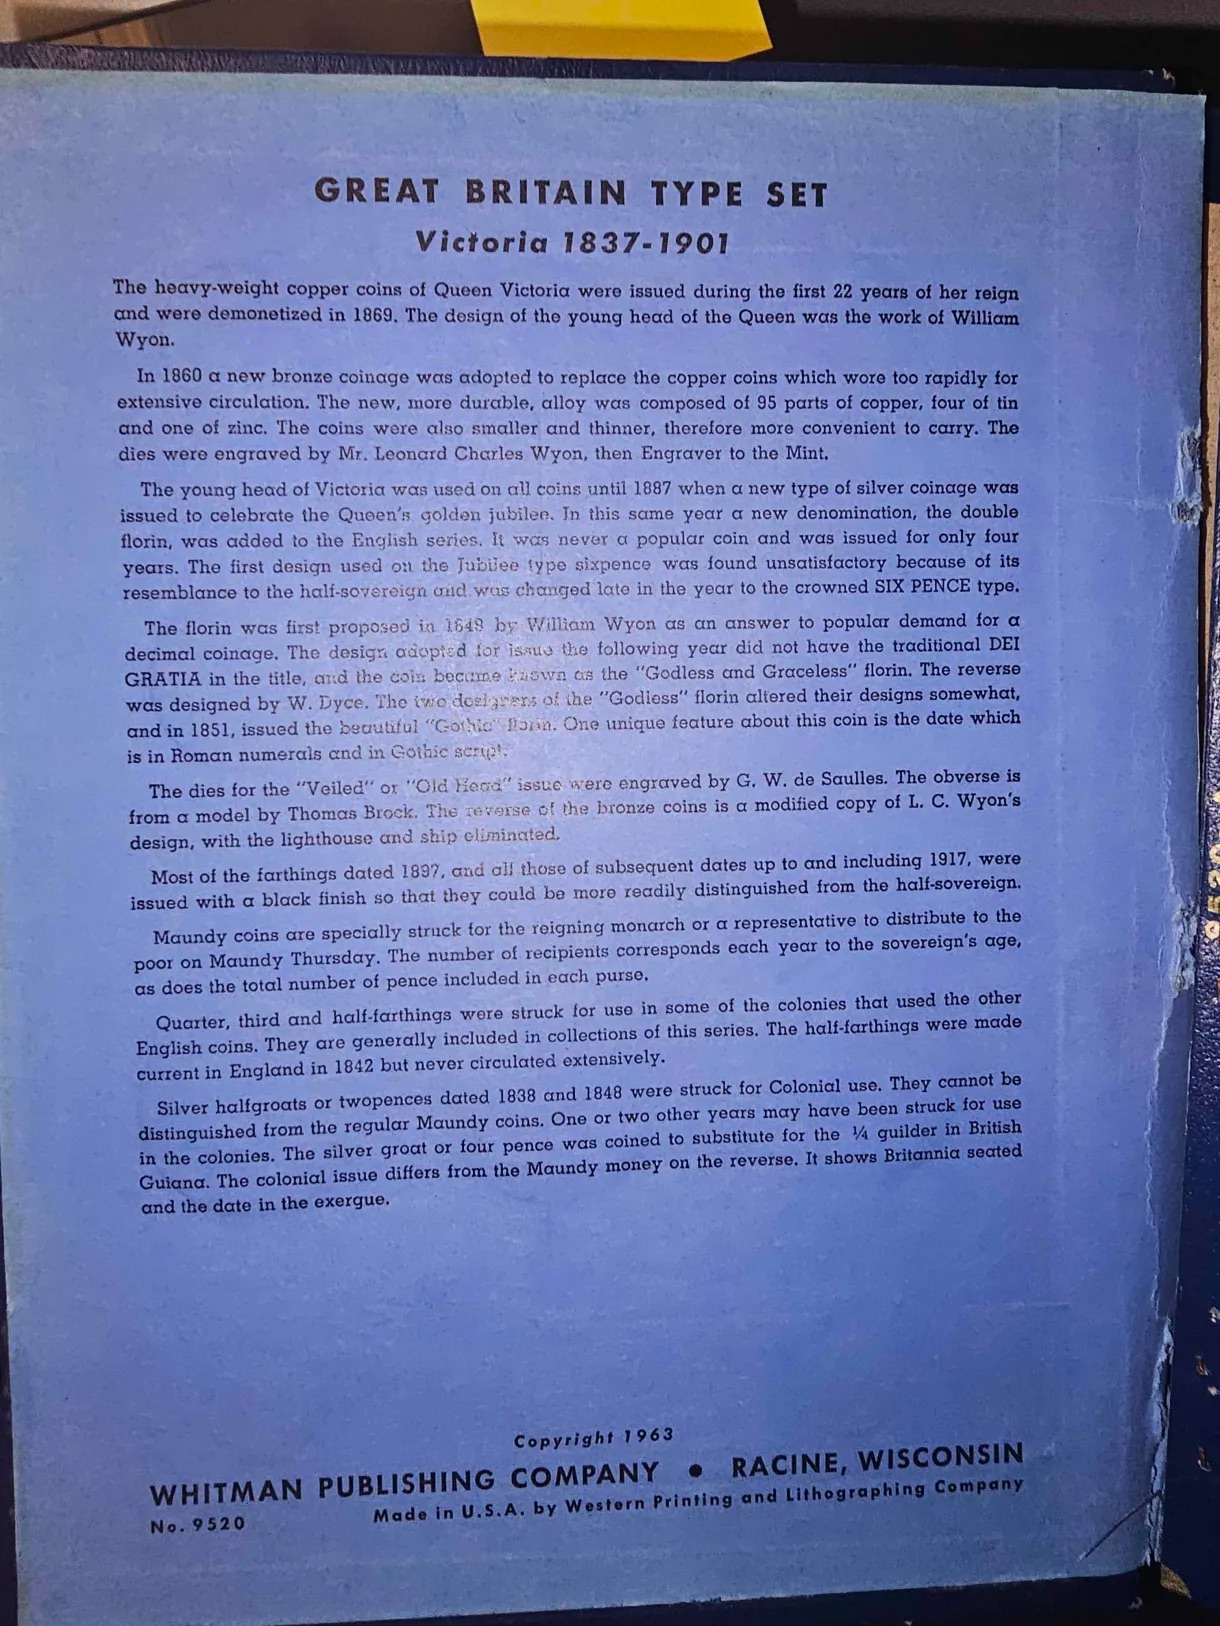 GREAT BRITAIN TYPE SET
Victoria 1837-1901
The heavy-weight copper coins of Queen Victoria were issued during the first 22 years of her reign
and were demonetized in 1869. The design of the young head of the Queen was the work of William
Wyon.
In 1860 a new bronze coinage was adopted to replace the copper coins which wore too rapidly for
extensive circulation. The new, more durable, alloy was composed of 95 parts of copper, four of tin
and one of zinc. The coins were also smaller and thinner, therefore more convenient to carry. The
dies were engraved by Mr. Leonard Charles Wyon, then Engraver to the Mint.
The young head of Victoria was used on all coins until 1887 when a new type of silver coinage was
issued to celebrate the Queen's golden jubilee. In this same year a new denomination, the double
florin, was added to the English series. It was never a popular coin and was issued for only four
years. The first design used on the Jubilee type sixpence was found unsatisfactory because of its
resemblance to the half-sovereign and was changed late in the year to the crowned SIX PENCE type.
The florin was first proposed in 1849 by William Wyon as an answer to popular demand for a
decimal coinage. The design adopted for issue the following year did not have the traditional DEI
GRATIA in the title, and the coin became known as the "Godless and Graceless" florin. The reverse
was designed by W. Dyce. The two designers of the "Godless" florin altered their designs somewhat,
and in 1851, issued the beautiful "Gothic" florin. One unique feature about this coin is the date which
is in Roman numerals and in Gothic script.
The dies for the "Veiled" or "Old Head" issue were engraved by G. W. de Saulles. The obverse is
from a model by Thomas Brock. The reverse of the bronze coins is a modified copy of L. C. Wyon's
design, with the lighthouse and ship eliminated.
Most of the farthings dated 1897, and all those of subsequent dates up to and including 1917, were
issued with a black finish so that they could be more readily distinguished from the half-sovereign.
Maundy coins are specially struck for the reigning monarch or a representative to distribute to the
poor on Maundy Thursday. The number of recipients corresponds each year to the sovereign's age,
as does the total number of pence included in each purse.
Quarter, third and half-farthings were struck for use in some of the colonies that used the other
English coins. They are generally included in collections of this series. The half-farthings were made
current in England in 1842 but never circulated extensively.
Silver halfgroats or twopences dated 1838 and 1848 were struck for Colonial use. They cannot be
distinguished from the regular Maundy coins. One or two other years may have been struck for use
in the colonies. The silver groat or four pence was coined to substitute for the ¼ guilder in British
Guiana. The colonial issue differs from the Maundy money on the reverse. It shows Britannia seated
and the date in the exergue.
Copyright 1963
WHITMAN PUBLISHING COMPANY • RACINE, WISCONSIN
No. 9520 Made in U.S.A. by Western Printing and Lithographing Company